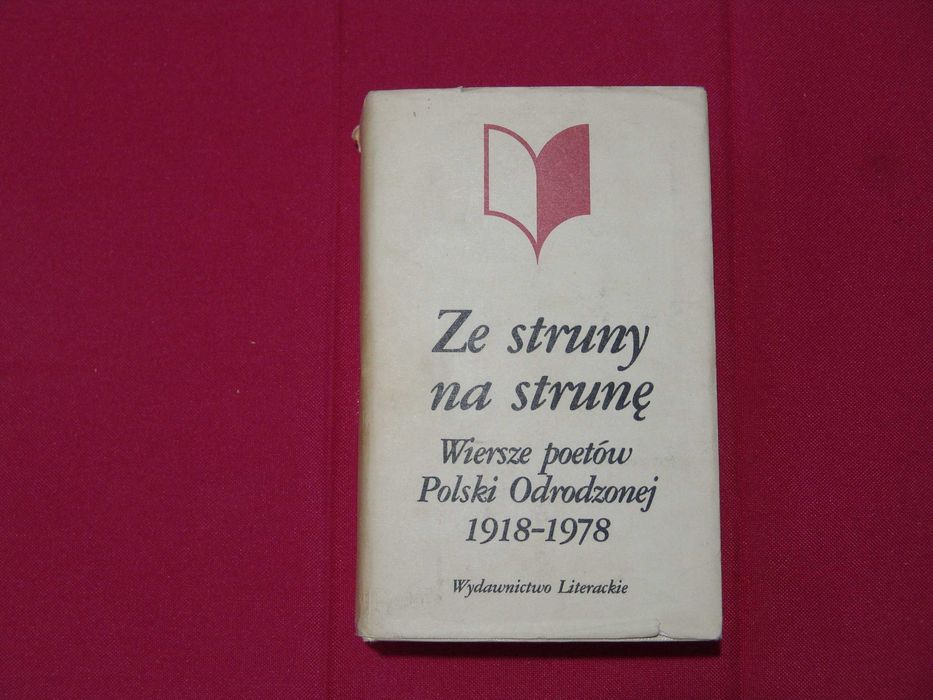 Ze struny
na strunę
Wiersze poetów
Polski Odrodzonej
1918-1978
Wydawnictwo Literackie